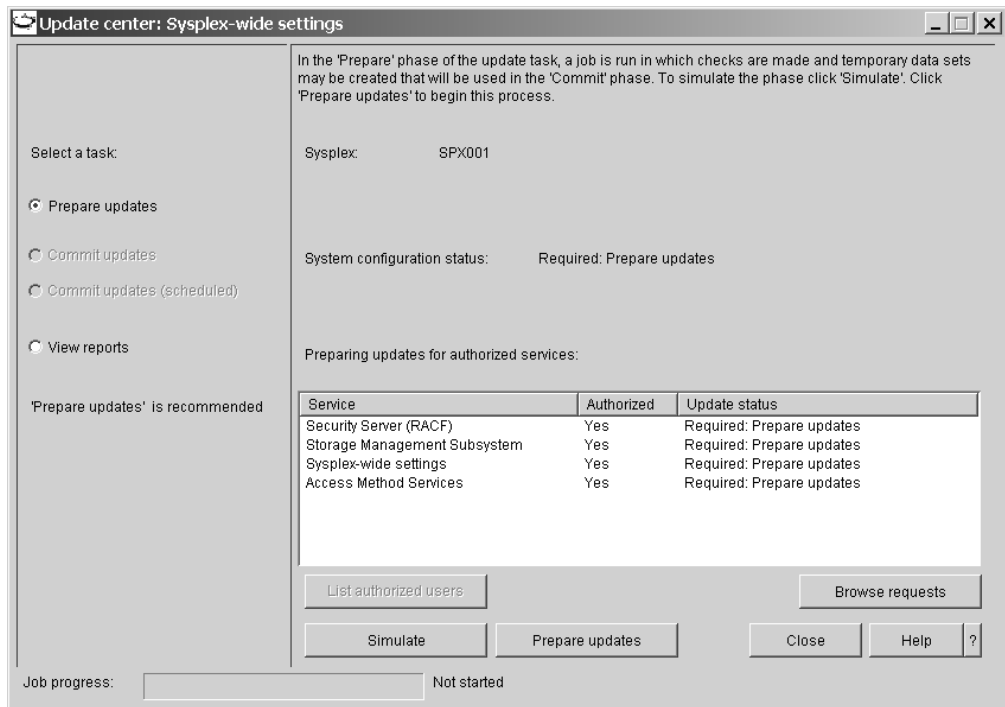 Update center: Sysplex-wide settings
In the 'Prepare' phase of the update task, a job is run in which checks are made and temporary data sets
may be created that will be used in the 'Commit' phase. To simulate the phase click 'Simulate'. Click
'Prepare updates' to begin this process.
Select a task:
Sysplex: SPX001
Prepare updates
Commit updates
System configuration status: Required: Prepare updates
Commit updates (scheduled)
View reports
Preparing updates for authorized services:
'Prepare updates' is recommended
Service Authorized Update status
Security Server (RACF) Yes Required: Prepare updates
Storage Management Subsystem Yes Required: Prepare updates
Sysplex-wide settings Yes Required: Prepare updates
Access Method Services Yes Required: Prepare updates
List authorized users Browse requests
Simulate Prepare updates Close Help ?
Job progress: Not started